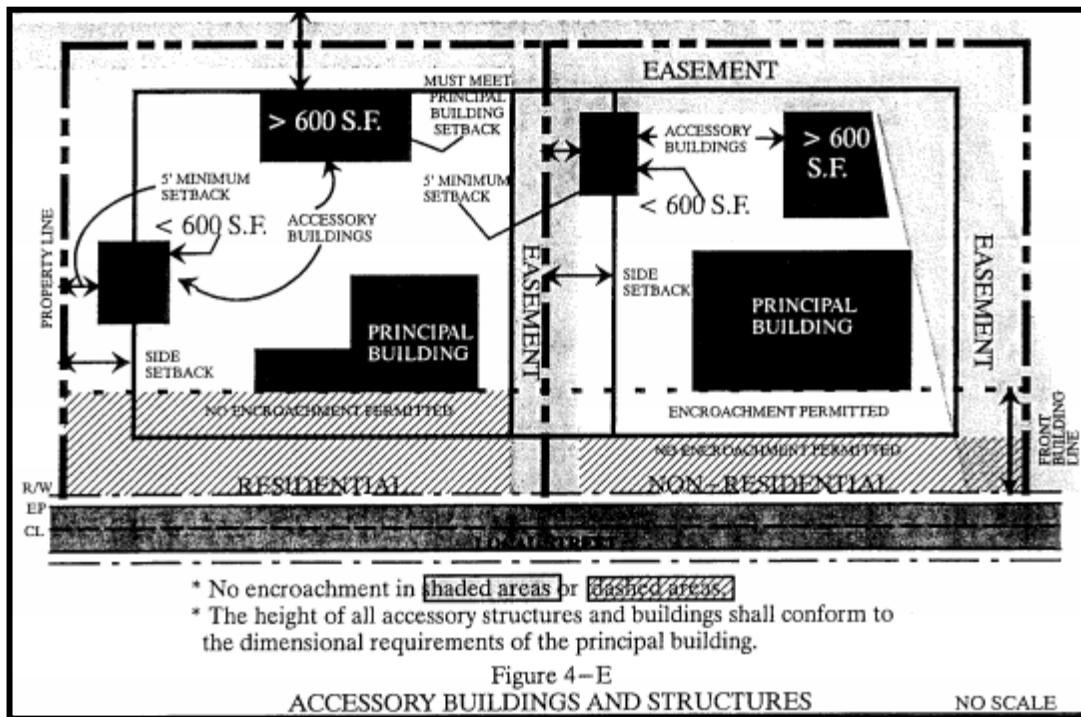 EASEMENT
MUST MEET
PRINCIPAL
BUILDING
SETBACK
> 600 S.F.
ACCESSORY
BUILDINGS
> 600
S.F.
5' MINIMUM
SETBACK
5' MINIMUM
SETBACK
< 600 S.F.
< 600 S.F.
ACCESSORY
BUILDINGS
PROPERTY LINE
EASEMENT
EASEMENT
SIDE
SETBACK
PRINCIPAL
BUILDING
PRINCIPAL
BUILDING
SIDE
SETBACK
NO ENCROACHMENT PERMITTED
ENCROACHMENT PERMITTED
NO ENCROACHMENT PERMITTED
FRONT
BUILDING
LINE
RESIDENTIAL
NON-RESIDENTIAL
R/W
EP
CL
STREET
* No encroachment in shaded areas or dashed areas.
* The height of all accessory structures and buildings shall conform to
the dimensional requirements of the principal building.
Figure 4-E
ACCESSORY BUILDINGS AND STRUCTURES
NO SCALE